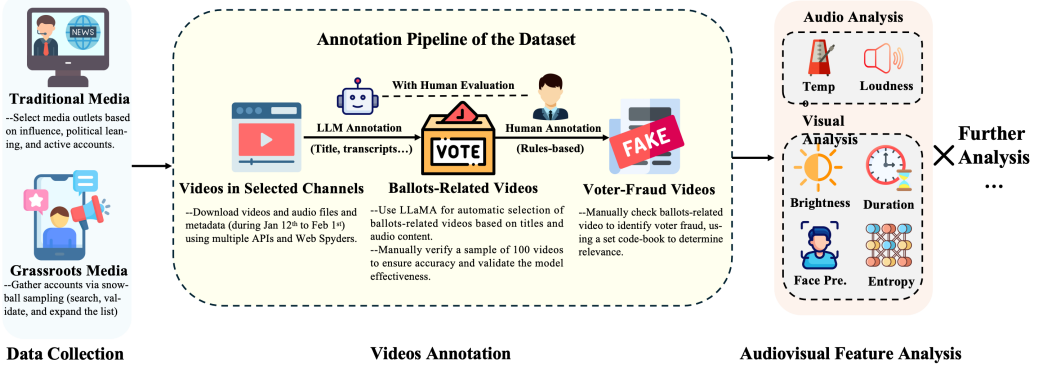 NEWS
Traditional Media
--Select media outlets based
on influence, political lean-
ing, and active accounts.
Grassroots Media
--Gather accounts via snow-
ball sampling (search, val-
idate, and expand the list)
Data Collection
Annotation Pipeline of the Dataset
With Human Evaluation
LLM Annotation
(Title, transcripts…)
VOTE
Human Annotation
(Rules-based)
FAKE
Videos in Selected Channels
--Download videos and audio files and
metadata (during Jan 12th to Feb 1st)
using multiple APIs and Web Spyders.
Ballots-Related Videos
--Use LLaMA for automatic selection of
ballots-related videos based on titles and
audio content.
--Manually verify a sample of 100 videos
to ensure accuracy and validate the model
effectiveness.
Voter-Fraud Videos
--Manually check ballots-related
video to identify voter fraud, us-
ing a set code-book to determine
relevance.
Videos Annotation
Audio Analysis
Temp
o
Loudness
Visual
Analysis
Brightness
Duration
Face Pre.
Entropy
Audiovisual Feature Analysis
Further
Analysis
...